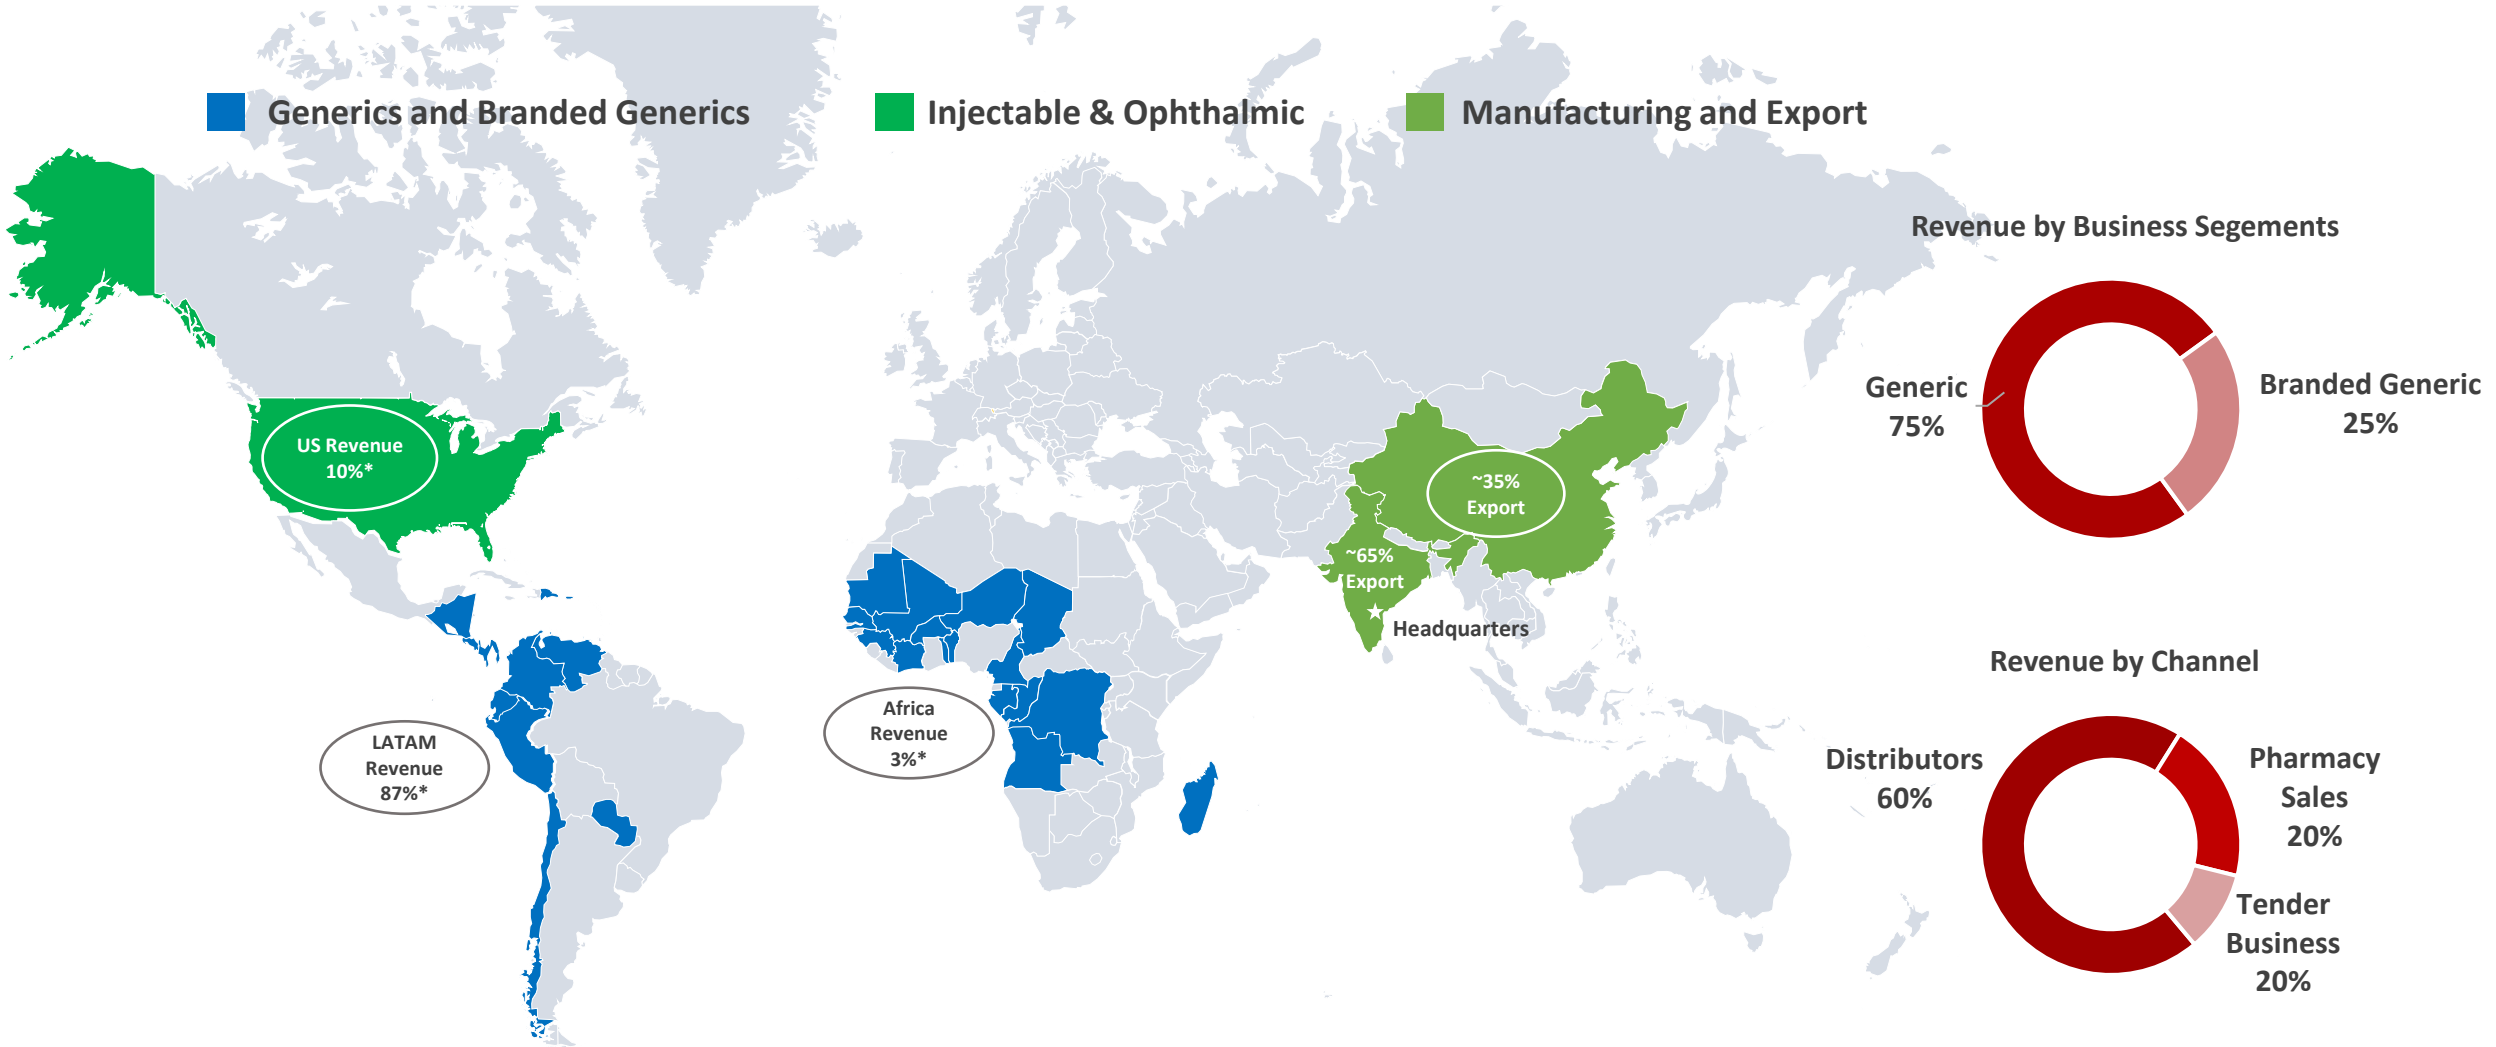 Generics and Branded Generics
Injectable & Ophthalmic
Manufacturing and Export
Revenue by Business Segements
Generic
75%
Branded Generic
25%
US Revenue
10%*
~35%
Export
~65%
Export
Headquarters
LATAM
Revenue
87%*
Africa
Revenue
3%*
Revenue by Channel
Distributors
60%
Pharmacy
Sales
20%
Tender
Business
20%